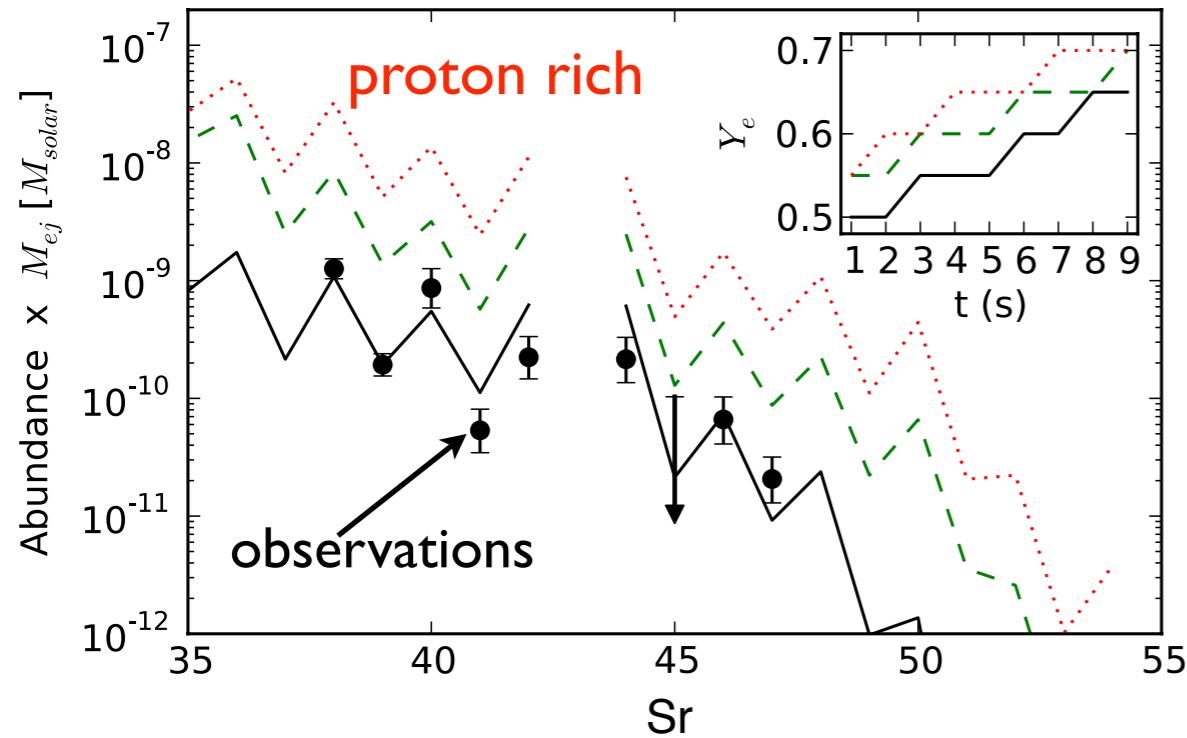 Abundance x M_ej [M_solar]
10^-7
10^-8
10^-9
10^-10
10^-11
10^-12
proton rich
observations
35 40 45 50 55
Sr
Y_e
0.7
0.6
0.5
1 2 3 4 5 6 7 8 9
t (s)